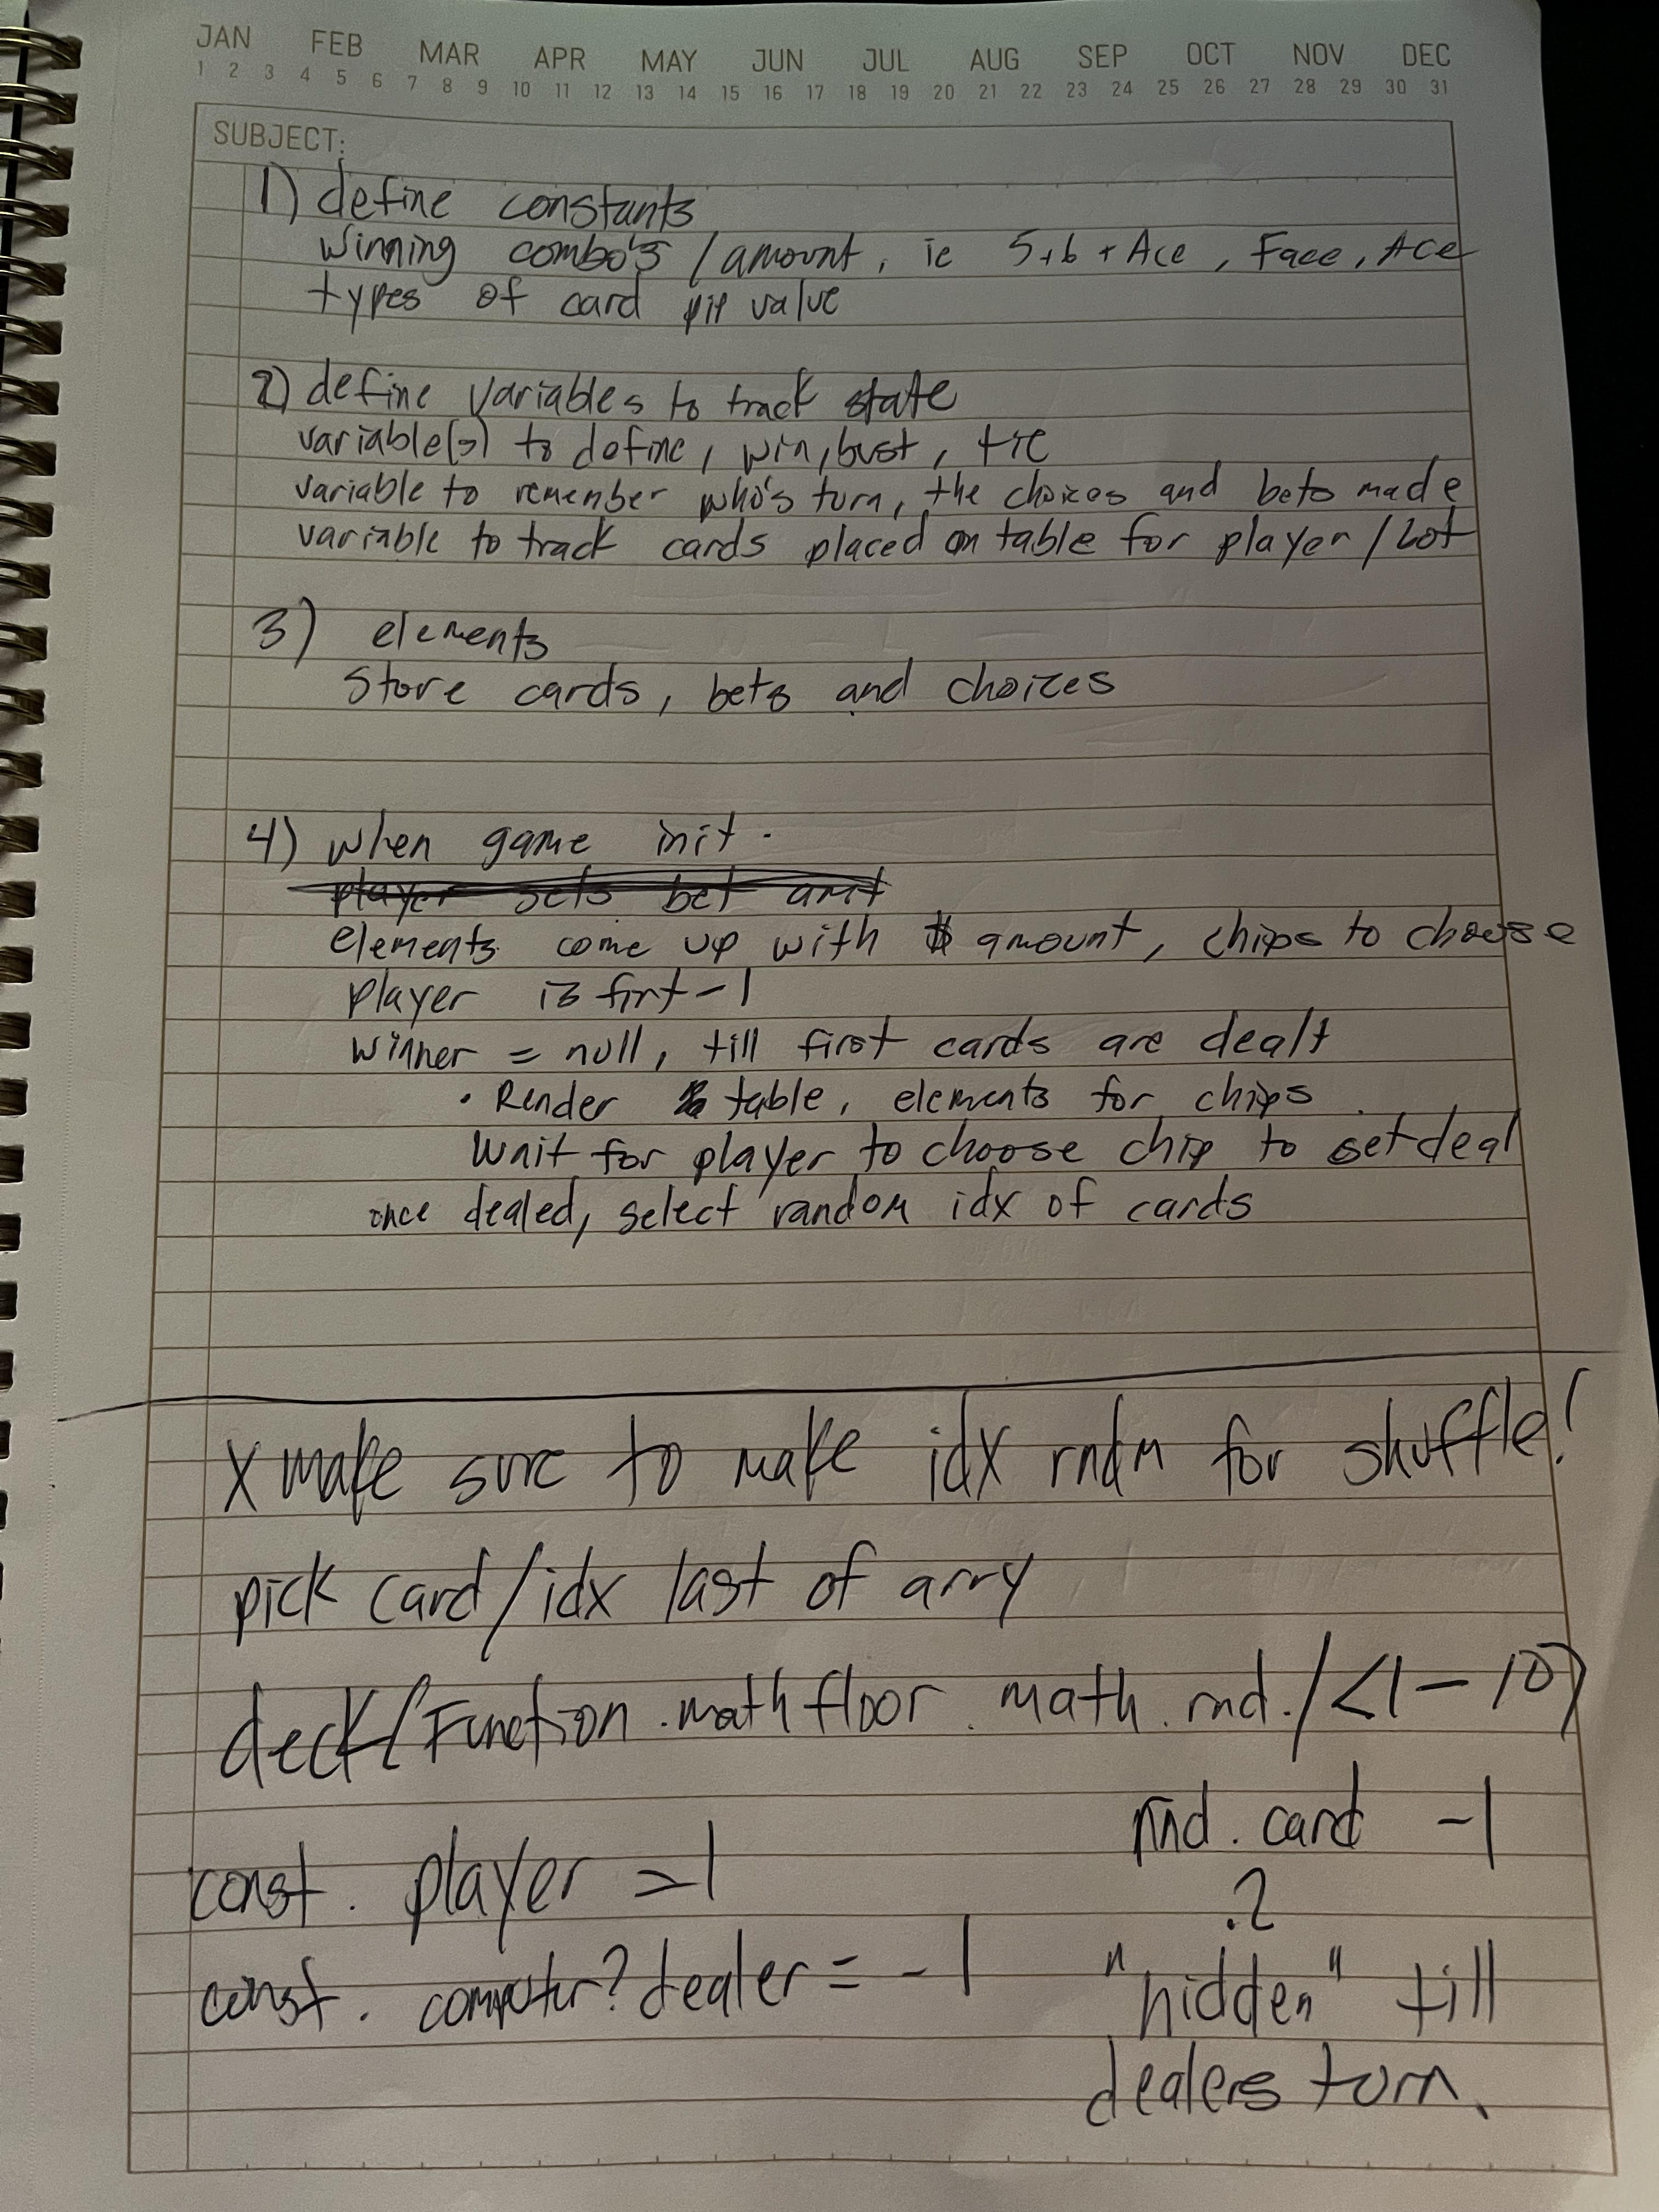 JAN FEB MAR APR MAY JUN JUL AUG SEP OCT NOV DEC
1 2 3 4 5 6 7 8 9 10 11 12 13 14 15 16 17 18 19 20 21 22 23 24 25 26 27 28 29 30 31
SUBJECT:
1) define constants
winning combo's / amount, ie 5,6 + Ace, Face, Ace
types of card pip value
2) define variables to track state
variable(s) to define, win, bust, tie
variable to remember who's turn, the choices and bets made
variable to track cards placed on table for player / bot
3) elements
Store cards, bets and choices
4) when game init.
player sets bet amt
elements come up with $ amount, chips to choose
player is firt - 1
winner = null, till first cards are dealt
• Render table, elements for chips
Wait for player to choose chip to set deal
once dealed, select random idx of cards
X make sure to make idx rndm for shuffle!
pick card/idx last of arry
deck(Function.mathfloor.math.rnd./<1-10)
rnd. card -1
const. player = 1
?
const. computer? dealer = -1
"hidden" till
dealers turn.